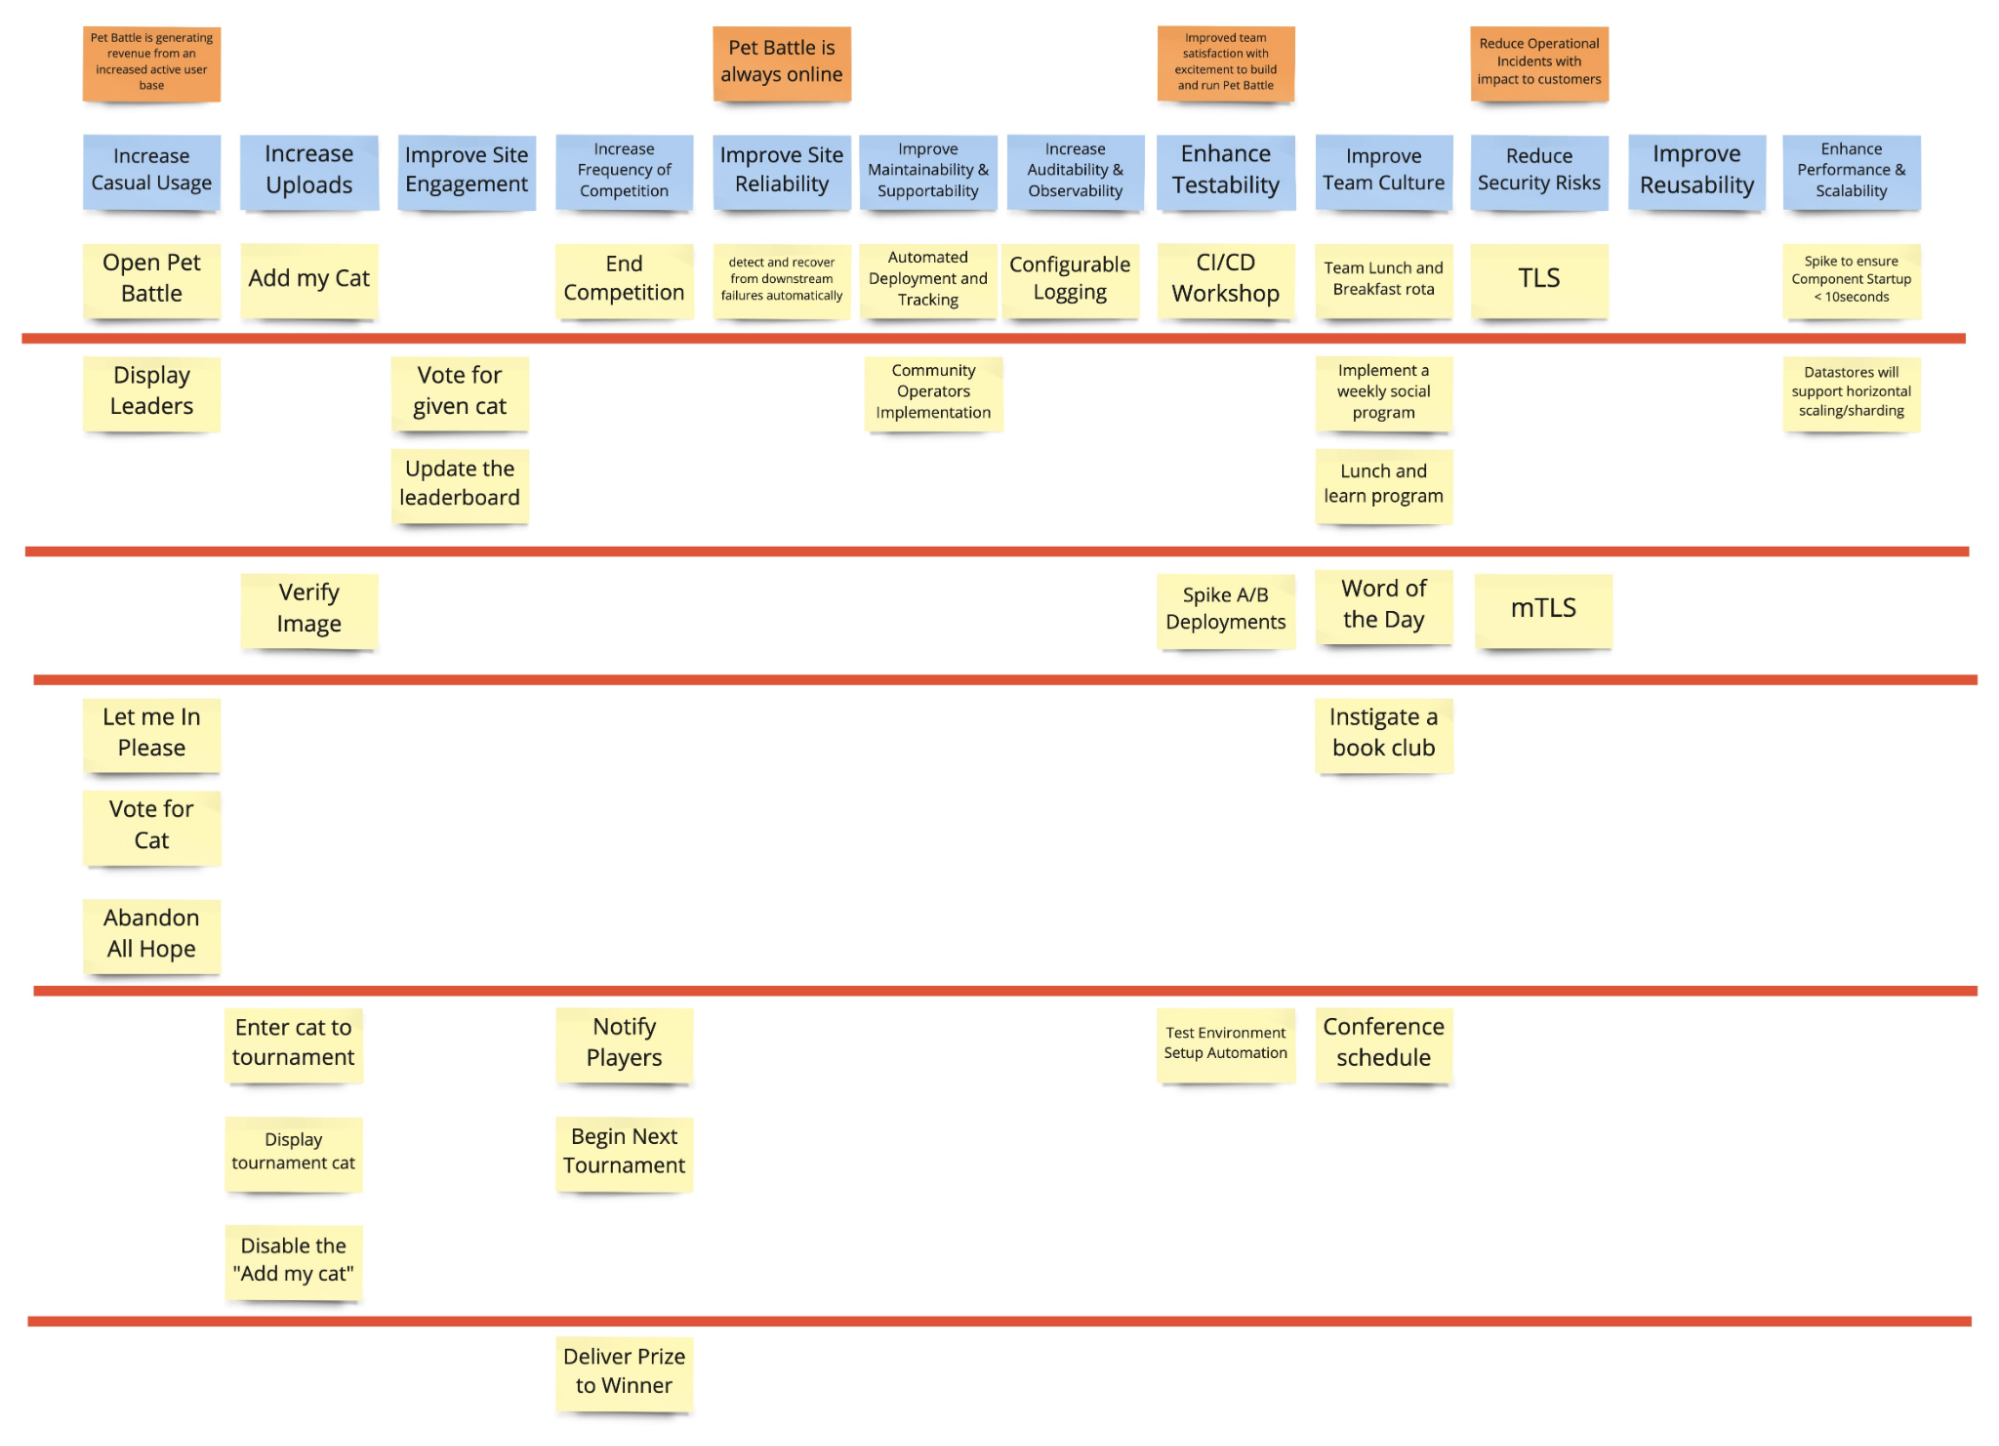 Pet Battle is generating
revenue from an
increased active user
base
Pet Battle is
always online
Improved team
satisfaction with
excitement to build
and run Pet Battle
Reduce Operational
Incidents with
impact to customers
Increase
Casual Usage
Increase
Uploads
Improve Site
Engagement
Increase
Frequency of
Competition
Improve Site
Reliability
Improve
Maintainability &
Supportability
Increase
Auditability &
Observability
Enhance
Testability
Improve
Team Culture
Reduce
Security Risks
Improve
Reusability
Enhance
Performance &
Scalability
Open Pet
Battle
Add my Cat
End
Competition
detect and recover
from downstream
failures automatically
Automated
Deployment and
Tracking
Configurable
Logging
CI/CD
Workshop
Team Lunch and
Breakfast rota
TLS
Spike to ensure
Component Startup
< 10seconds
Display
Leaders
Vote for
given cat
Community
Operators
Implementation
Implement a
weekly social
program
Datastores will
support horizontal
scaling/sharding
Update the
leaderboard
Lunch and
learn program
Verify
Image
Spike A/B
Deployments
Word of
the Day
mTLS
Let me In
Please
Instigate a
book club
Vote for
Cat
Abandon
All Hope
Enter cat to
tournament
Notify
Players
Test Environment
Setup Automation
Conference
schedule
Display
tournament cat
Begin Next
Tournament
Disable the
"Add my cat"
Deliver Prize
to Winner